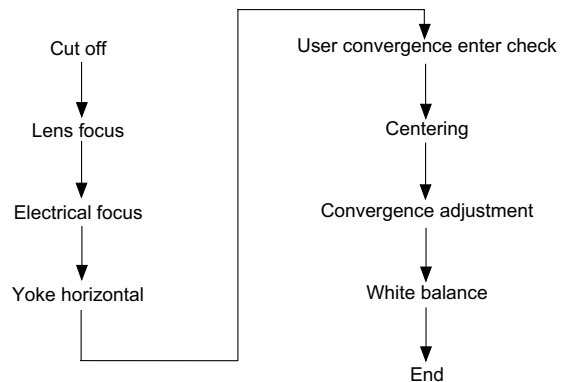 Cut off
Lens focus
Electrical focus
Yoke horizontal
User convergence enter check
Centering
Convergence adjustment
White balance
End